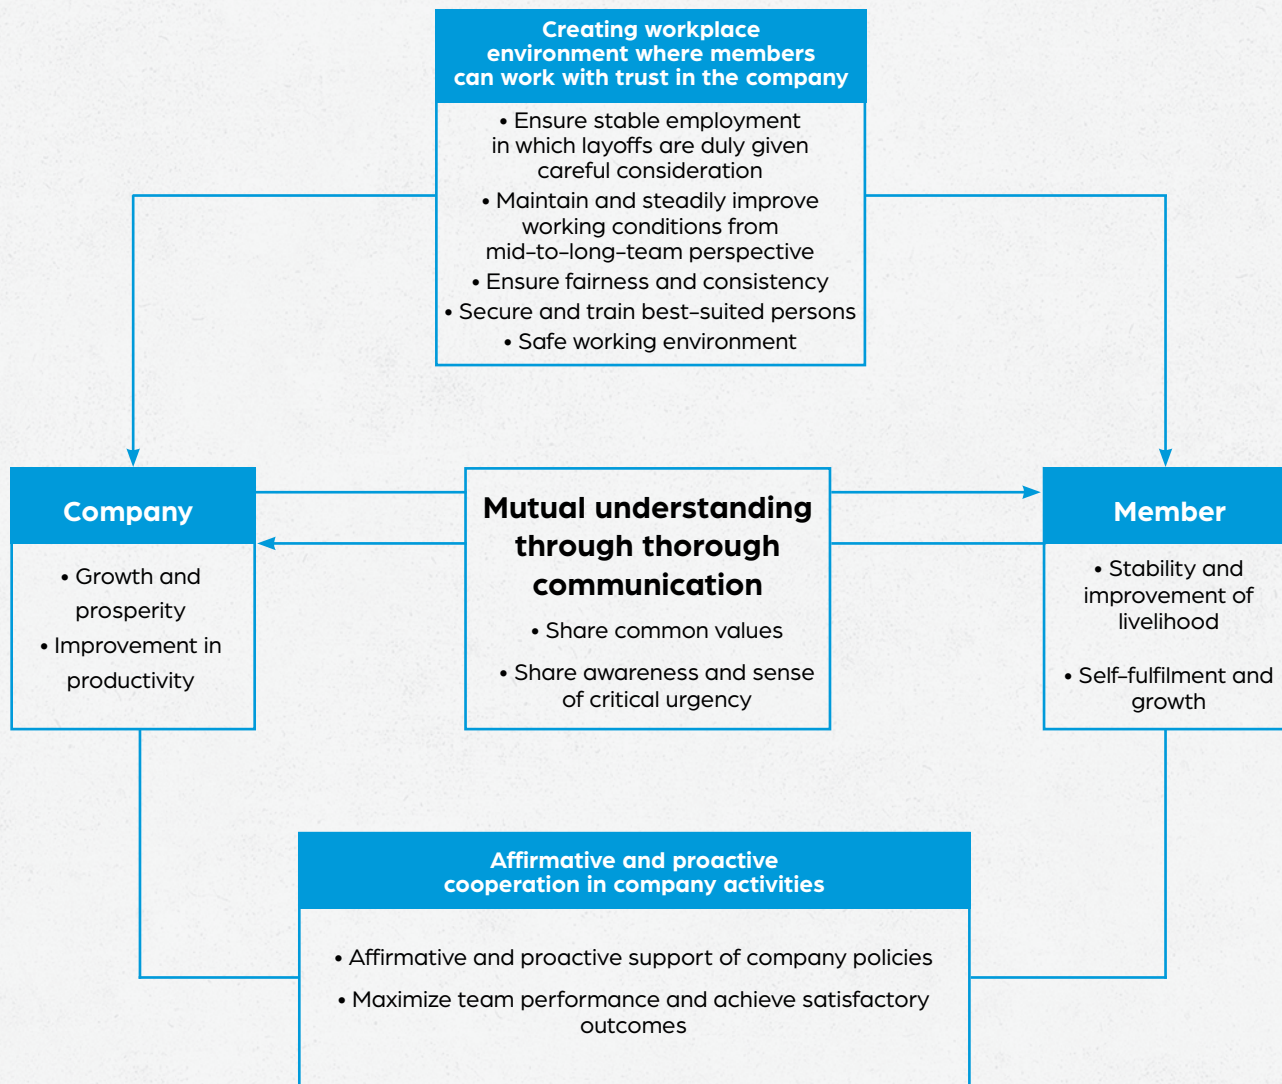 Creating workplace
environment where members
can work with trust in the company
• Ensure stable employment
in which layoffs are duly given
careful consideration
• Maintain and steadily improve
working conditions from
mid-to-long-team perspective
• Ensure fairness and consistency
• Secure and train best-suited persons
• Safe working environment
Company
• Growth and
prosperity
• Improvement in
productivity
Mutual understanding
through thorough
communication
• Share common values
• Share awareness and sense
of critical urgency
Member
• Stability and
improvement of
livelihood
• Self-fulfilment and
growth
Affirmative and proactive
cooperation in company activities
• Affirmative and proactive support of company policies
• Maximize team performance and achieve satisfactory
outcomes